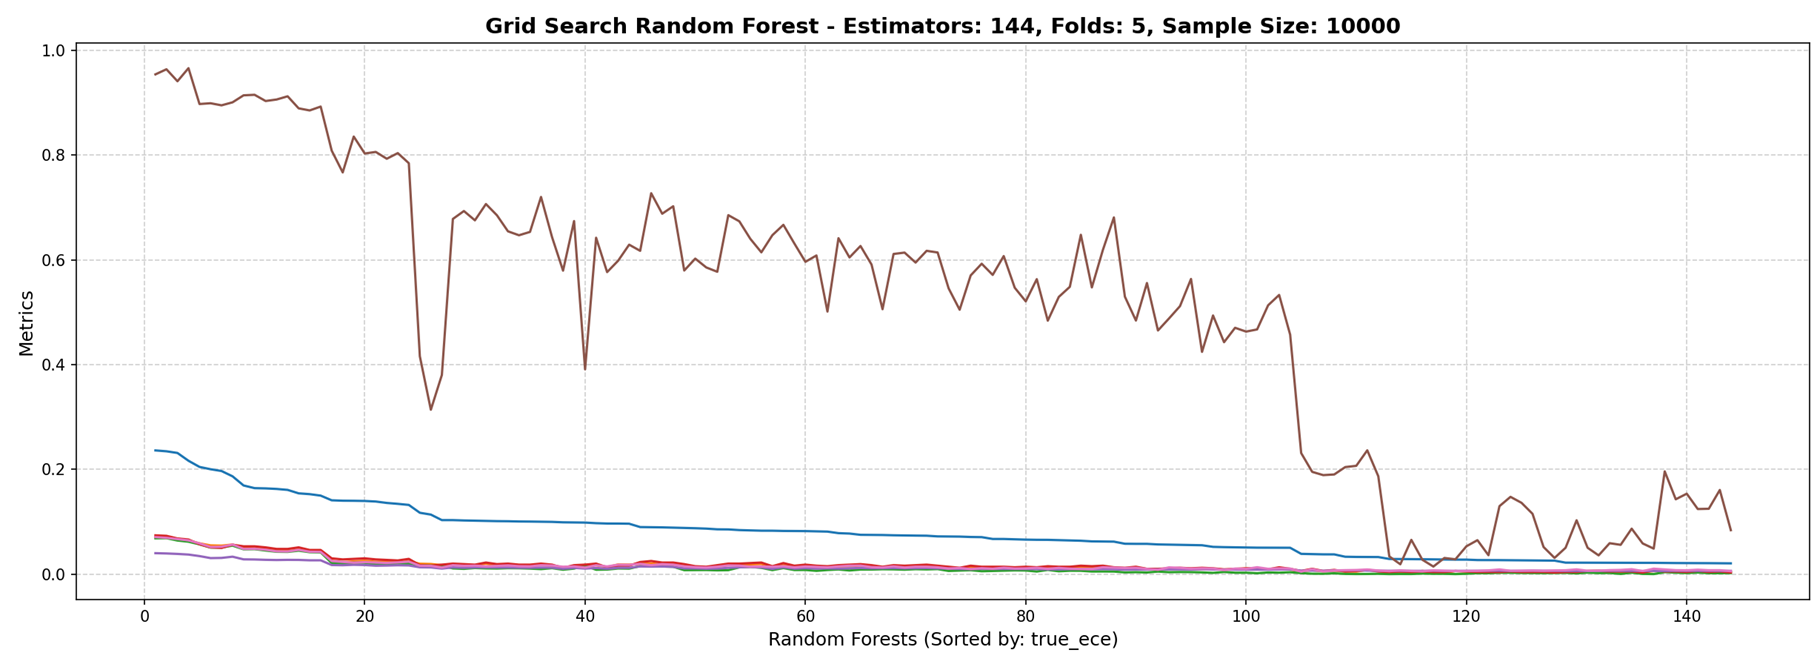 Grid Search Random Forest - Estimators: 144, Folds: 5, Sample Size: 10000
1.0
0.8
0.6
0.4
0.2
0.0
Metrics
0 20 40 60 80 100 120 140
Random Forests (Sorted by: true_ece)